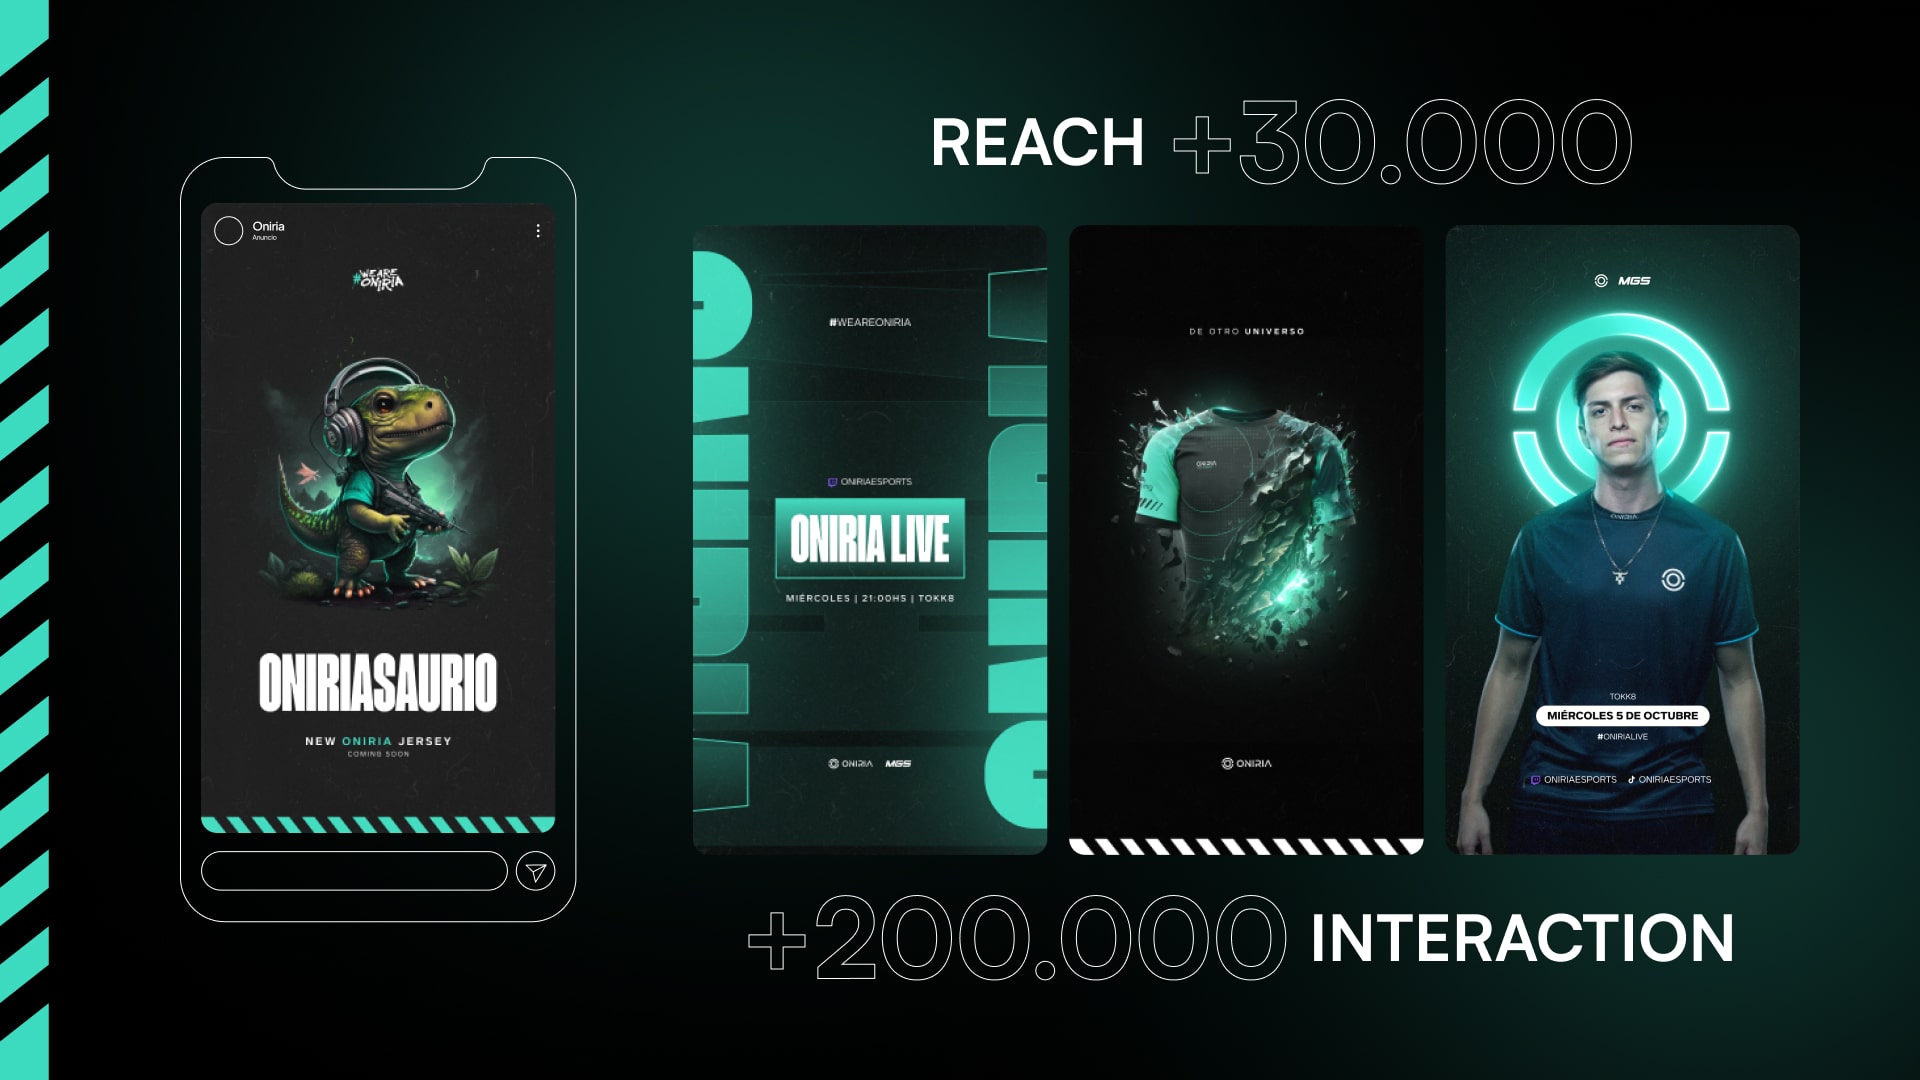 REACH +30.000
Oniria
Anuncio
#WEARE
ONIRIA
ONIRIASAURIO
NEW ONIRIA JERSEY
COMING SOON
#WEAREONIRIA
ONIRIAESPORTS
ONIRIA LIVE
MIÉRCOLES | 21:00HS | TOKK8
ONIRIA MGS
DE OTRO UNIVERSO
ONIRIA
ONIRIA
MGS
ONIRIA
TOKK8
MIÉRCOLES 5 DE OCTUBRE
#ONIRIALIVE
ONIRIAESPORTS ONIRIAESPORTS
+200.000 INTERACTION